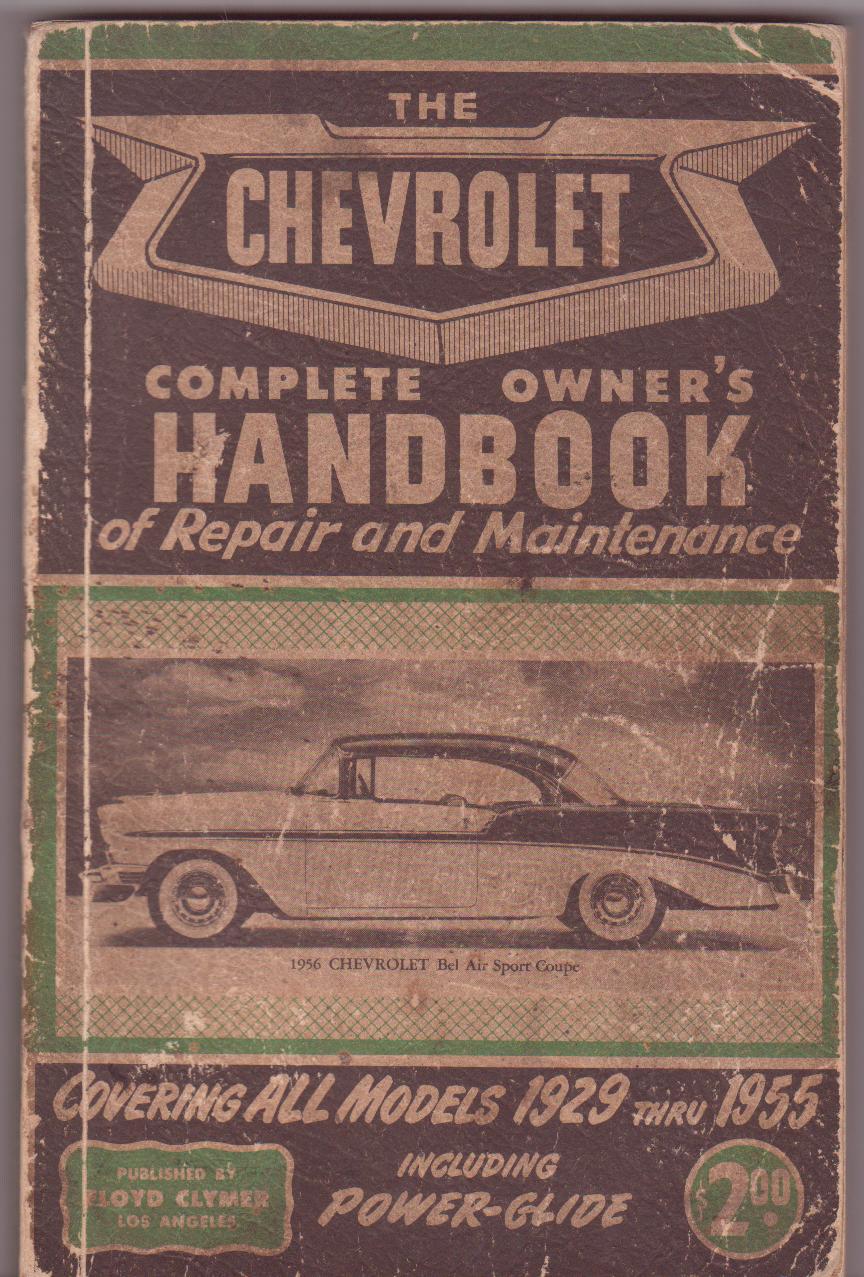 THE
CHEVROLET
COMPLETE OWNER'S
HANDBOOK
of Repair and Maintenance
1956 CHEVROLET Bel Air Sport Coupe
COVERING ALL MODELS 1929 THRU 1955
PUBLISHED BY
FLOYD CLYMER
LOS ANGELES
INCLUDING
POWER-GLIDE
$2.00